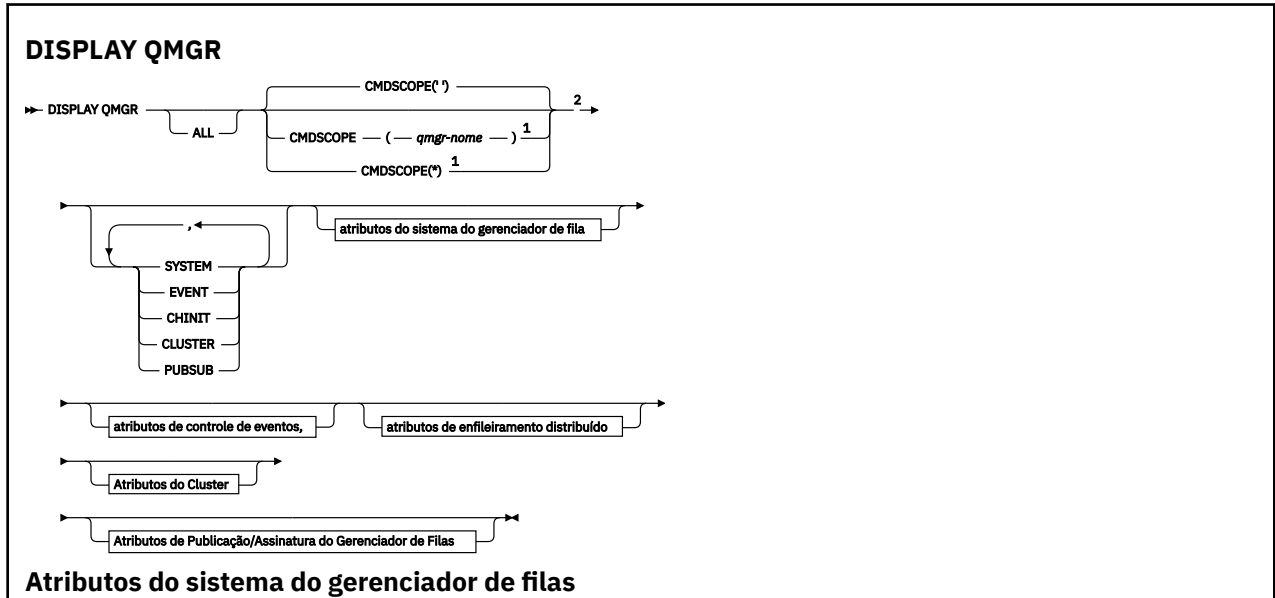 DISPLAY QMGR
CMDSCOPE(' ')
DISPLAY QMGR
2
ALL
CMDSCOPE ( qmgr-nome ) 1
CMDSCOPE(*) 1
,
atributos do sistema do gerenciador de fila
SYSTEM
EVENT
CHINIT
CLUSTER
PUBSUB
atributos de controle de eventos,
atributos de enfileiramento distribuído
Atributos do Cluster
Atributos de Publicação/Assinatura do Gerenciador de Filas
Atributos do sistema do gerenciador de filas